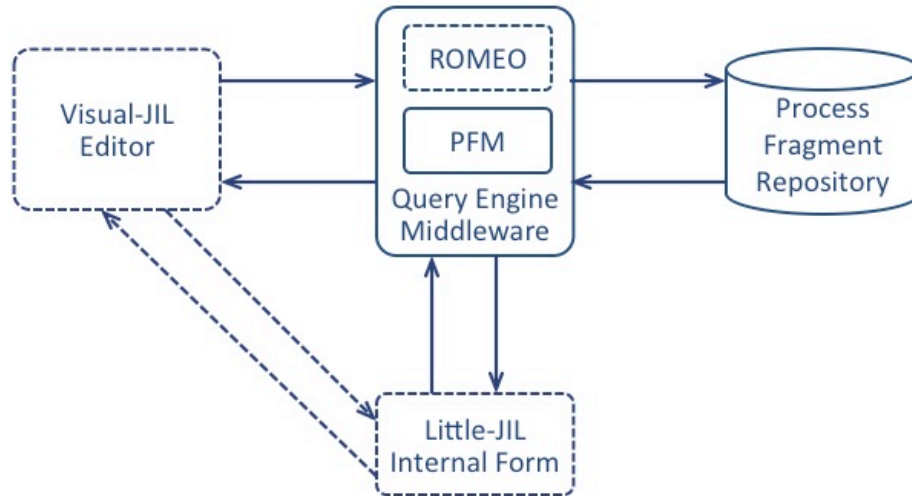 Visual-JIL
Editor
ROMEO
PFM
Query Engine
Middleware
Process
Fragment
Repository
Little-JIL
Internal Form